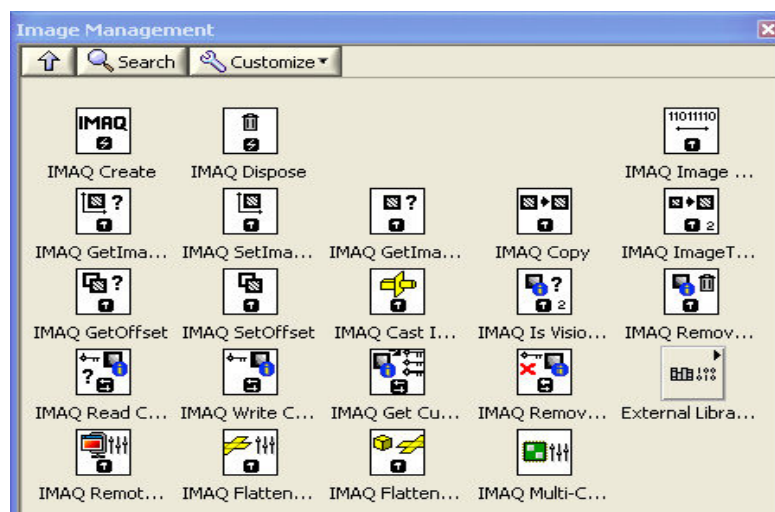 Image Management
Search Customize
IMAQ 11011110
IMAQ Create IMAQ Dispose IMAQ Image ...
? ? 2
IMAQ GetIma... IMAQ SetIma... IMAQ GetIma... IMAQ Copy IMAQ ImageT...
? ? 2
IMAQ GetOffset IMAQ SetOffset IMAQ Cast I... IMAQ Is Visio... IMAQ Remov...
?
IMAQ Read C... IMAQ Write C... IMAQ Get Cu... IMAQ Remov... External Libra...
IMAQ Remot... IMAQ Flatten... IMAQ Flatten... IMAQ Multi-C...